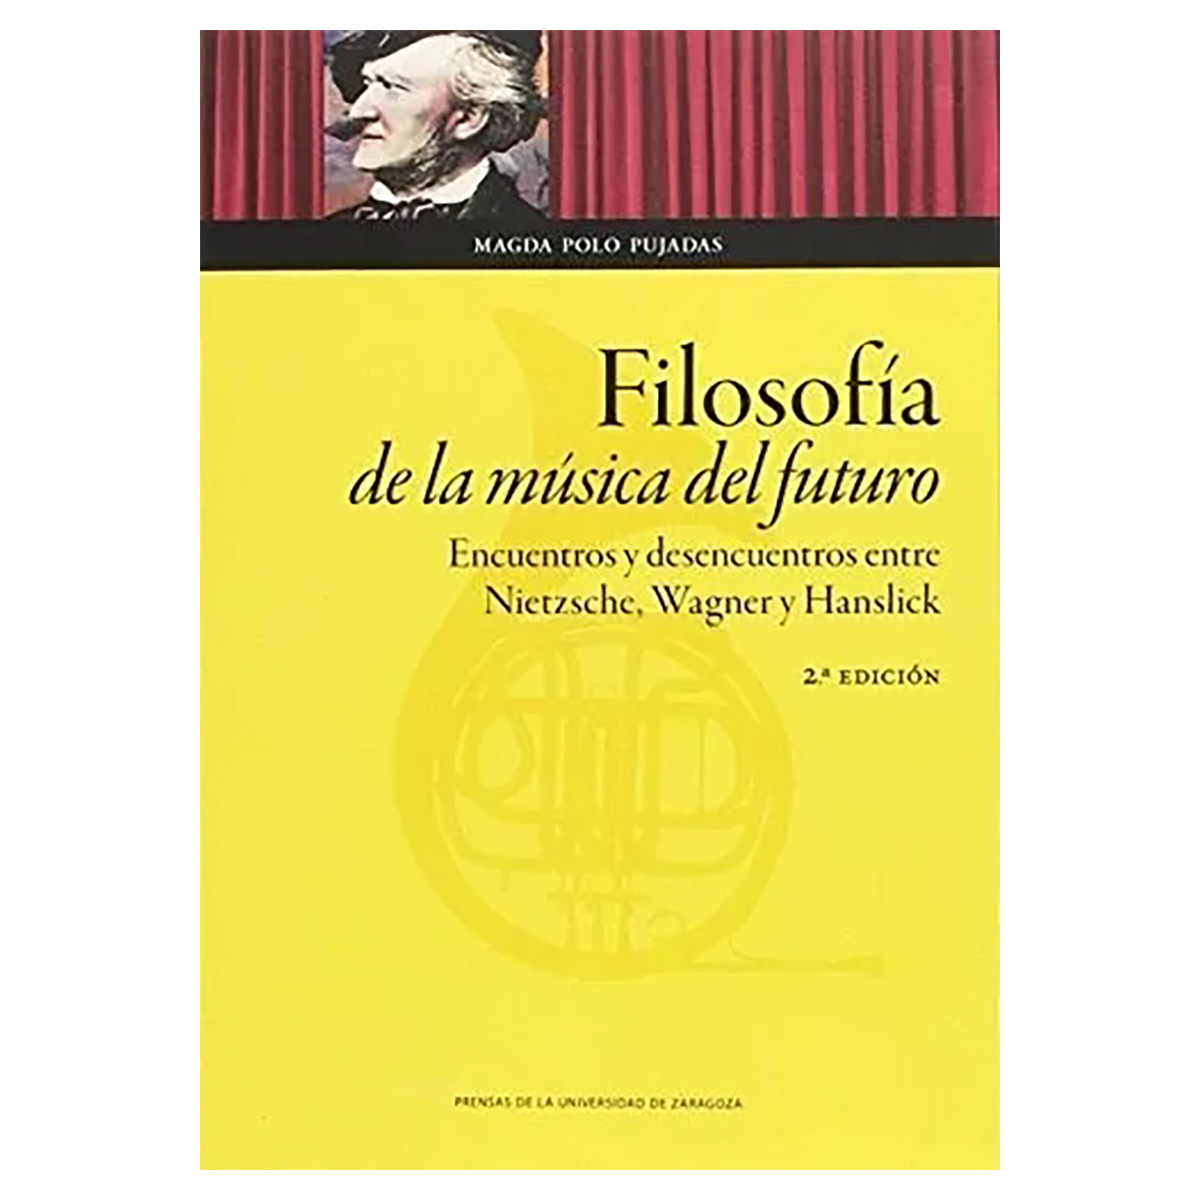 MAGDA POLO PUJADAS
Filosofía
de la música del futuro
Encuentros y desencuentros entre
Nietzsche, Wagner y Hanslick
2.ª EDICIÓN
PRENSAS DE LA UNIVERSIDAD DE ZARAGOZA